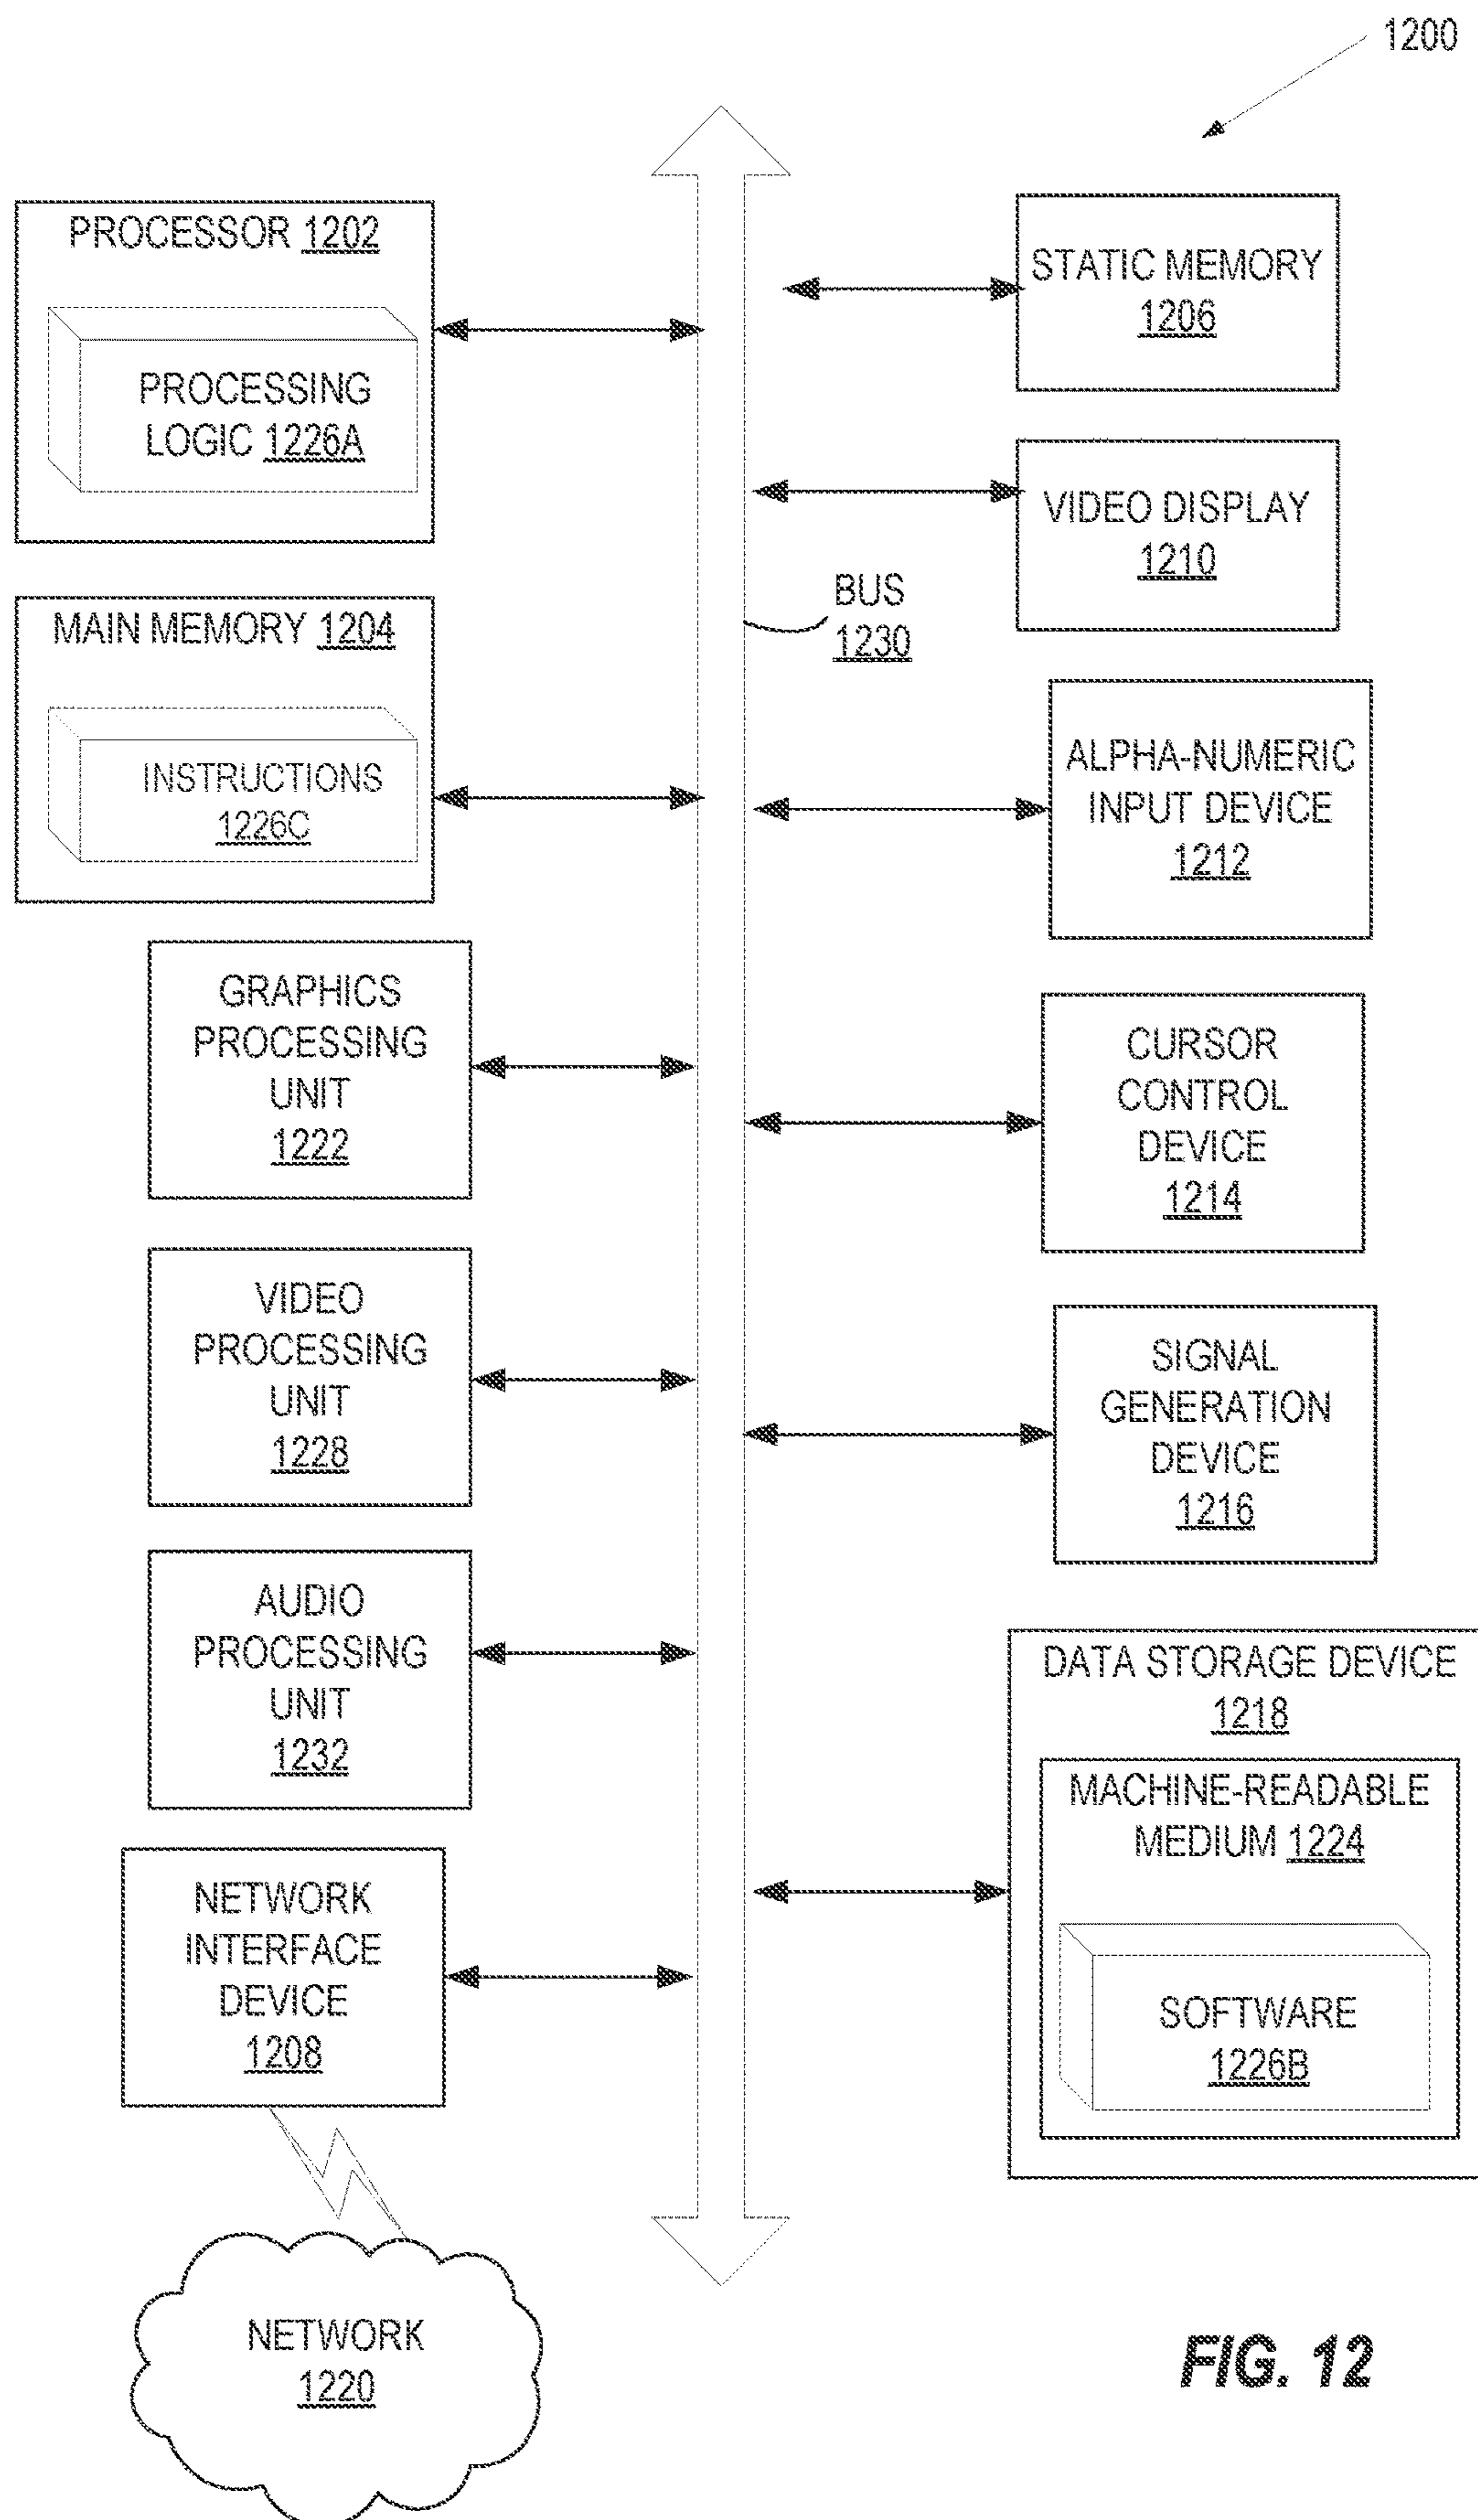 1200
PROCESSOR 1202
PROCESSING
LOGIC 1226A
MAIN MEMORY 1204
INSTRUCTIONS
1226C
GRAPHICS
PROCESSING
UNIT
1222
VIDEO
PROCESSING
UNIT
1228
AUDIO
PROCESSING
UNIT
1232
NETWORK
INTERFACE
DEVICE
1208
NETWORK
1220
BUS
1230
STATIC MEMORY
1206
VIDEO DISPLAY
1210
ALPHA-NUMERIC
INPUT DEVICE
1212
CURSOR
CONTROL
DEVICE
1214
SIGNAL
GENERATION
DEVICE
1216
DATA STORAGE DEVICE
1218
MACHINE-READABLE
MEDIUM 1224
SOFTWARE
1226B
FIG. 12